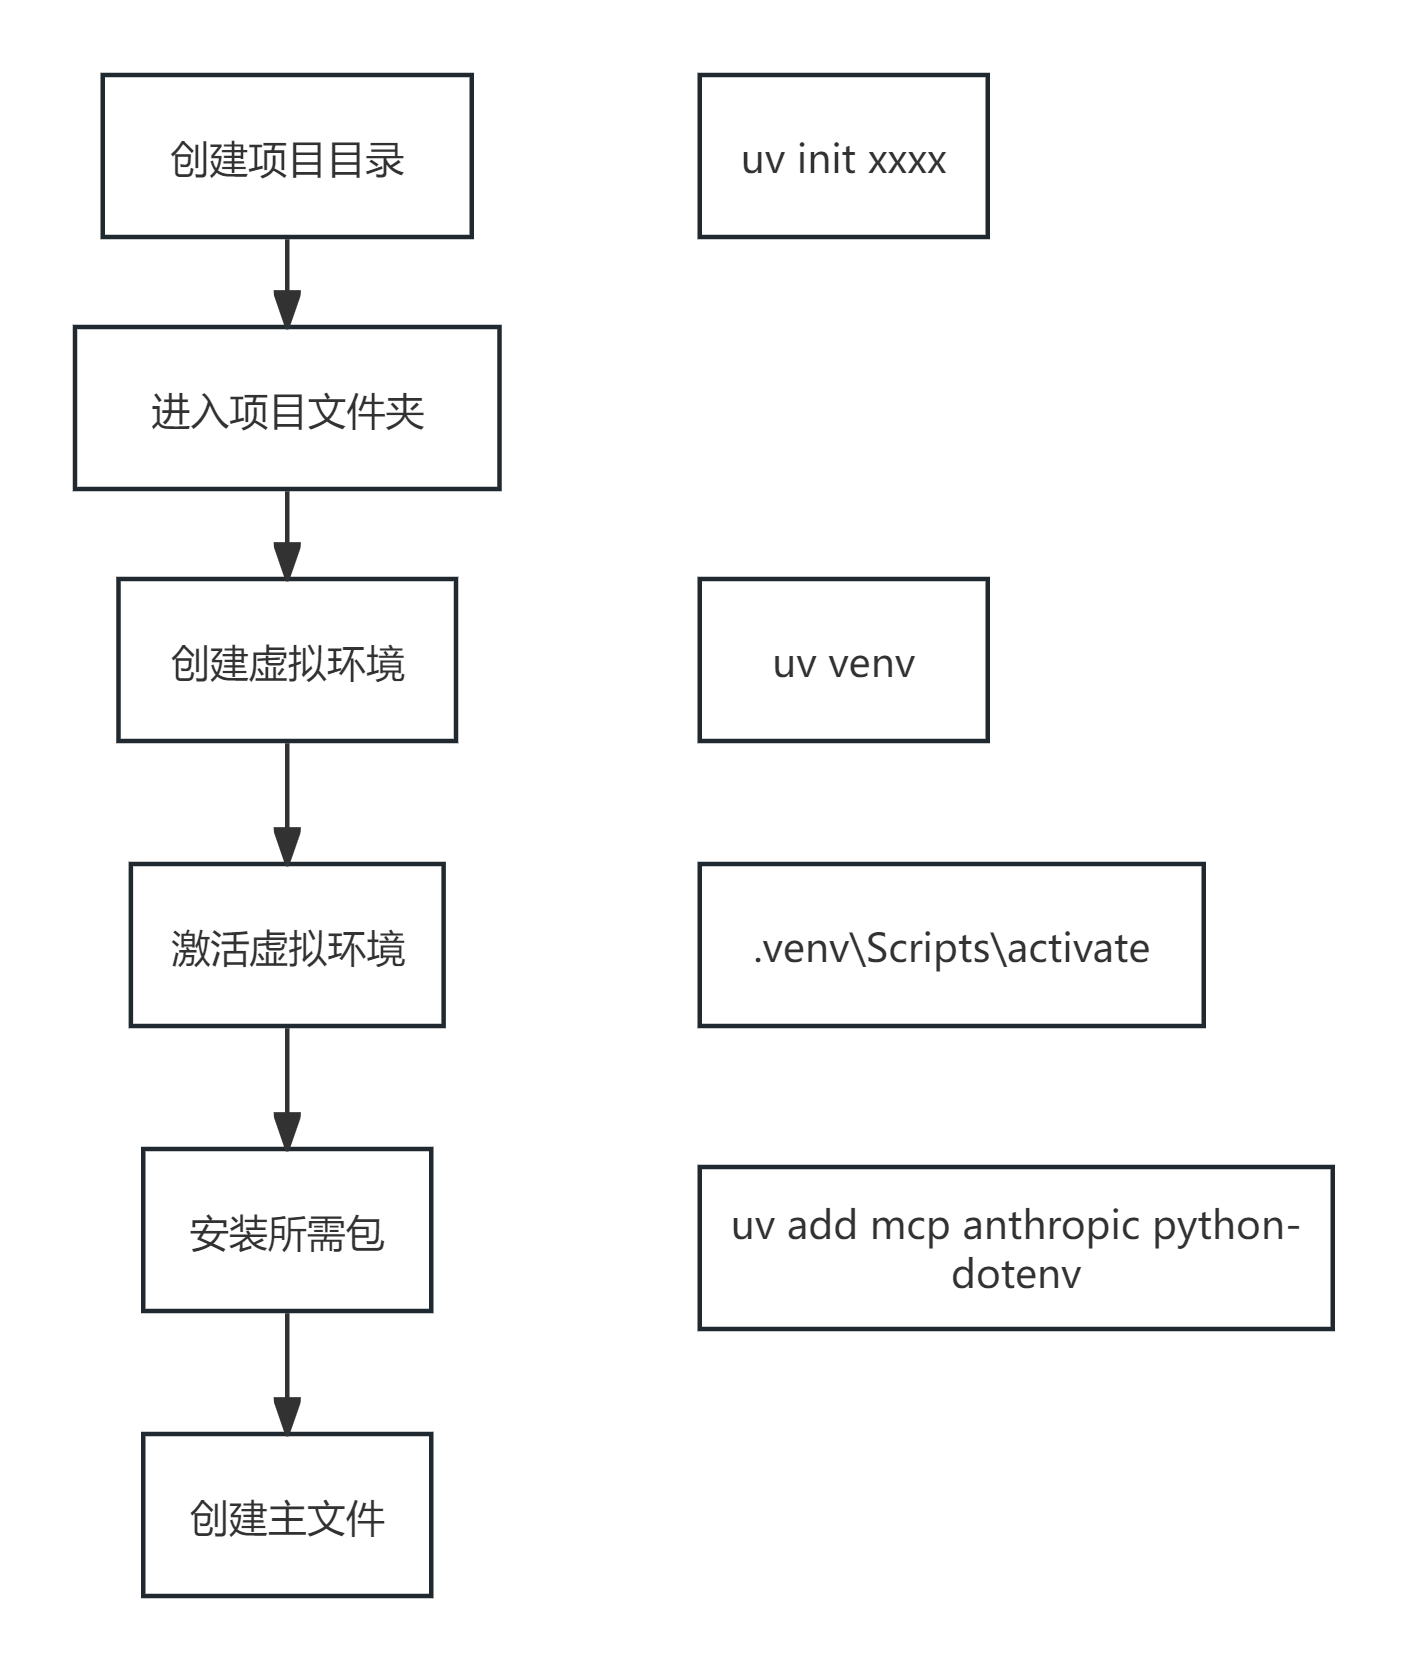 创建项目目录
uv init xxxx
进入项目文件夹
创建虚拟环境
uv venv
激活虚拟环境
.venv\Scripts\activate
安装所需包
uv add mcp anthropic python-
dotenv
创建主文件